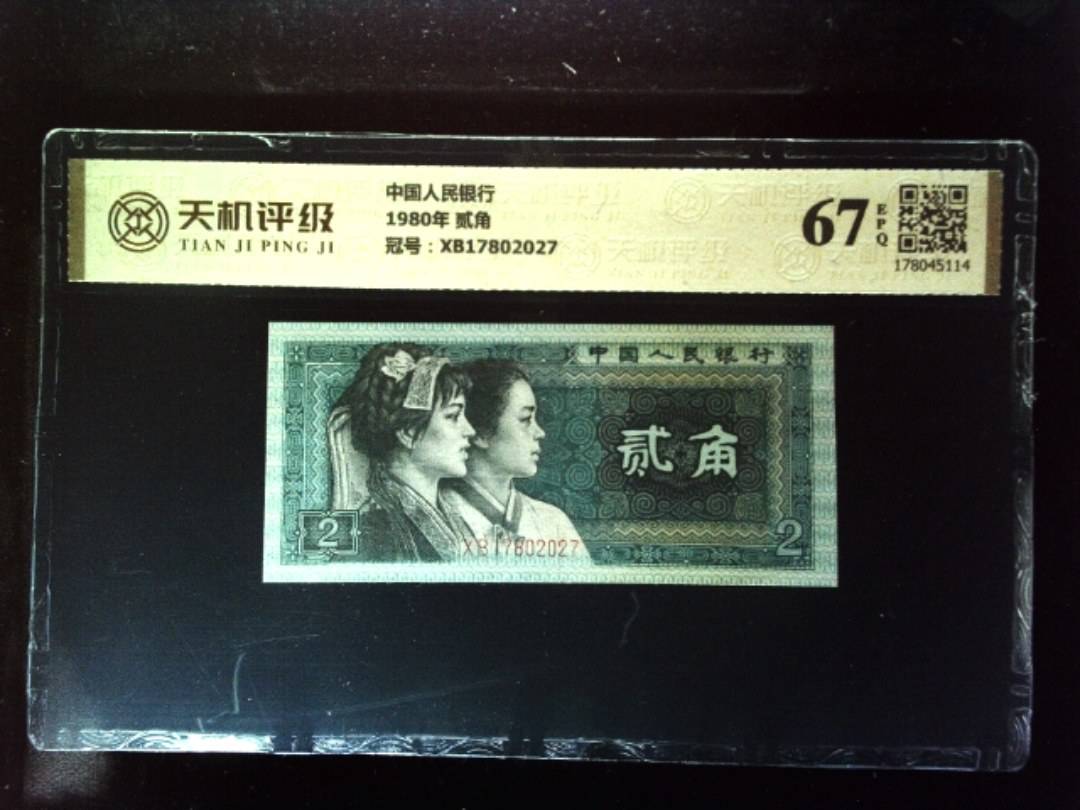 天机评级
TIAN JI PING JI
中国人民银行
1980年 贰角
冠号：XB17802027
67
EPQ
178045114
中国人民银行
贰角
2
XB17802027
2